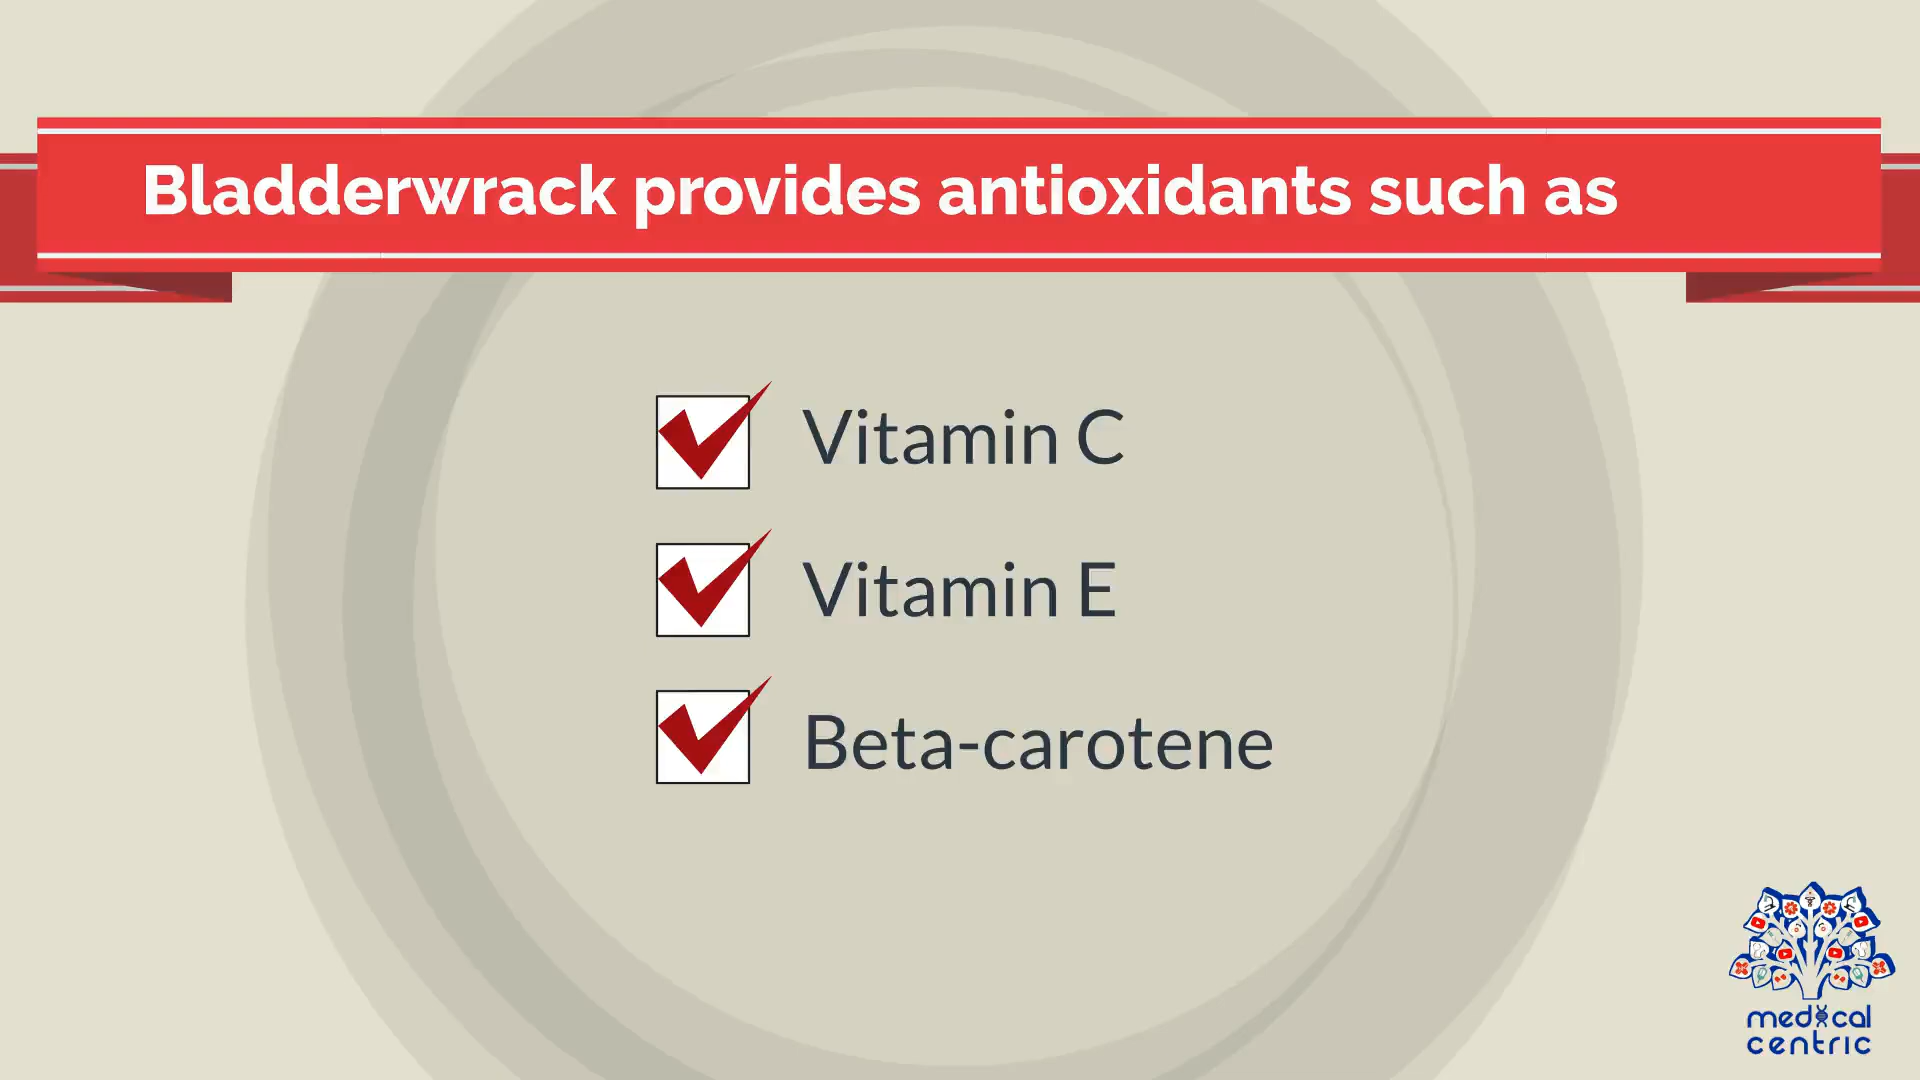 Bladderwrack provides antioxidants such as
Vitamin C
Vitamin E
Beta-carotene
medical
centric